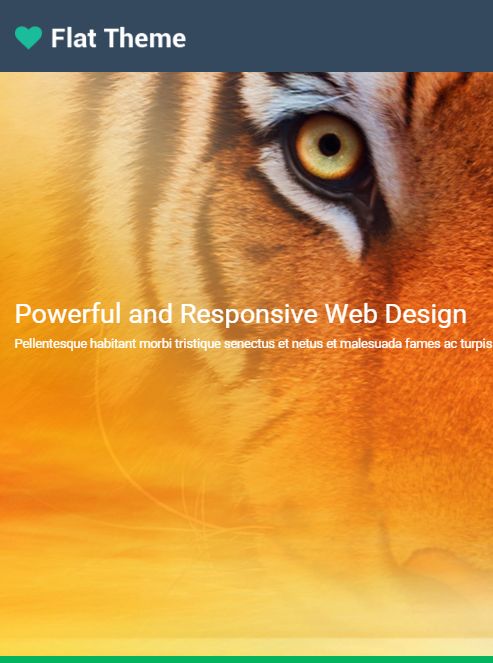 Flat Theme
Powerful and Responsive Web Design
Pellentesque habitant morbi tristique senectus et netus et malesuada fames ac turpis